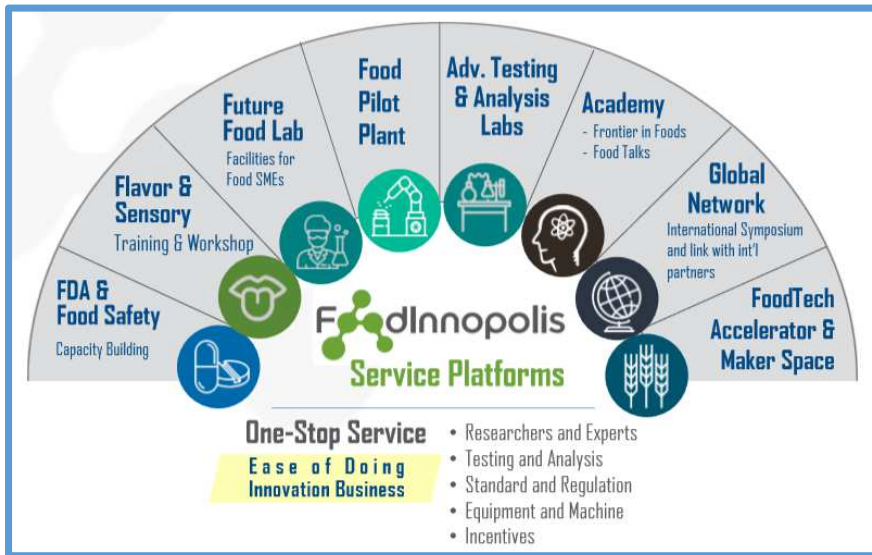 FDA &
Food Safety
Capacity Building
Flavor &
Sensory
Training & Workshop
Future
Food Lab
Facilities for
Food SMEs
Food
Pilot
Plant
Adv. Testing
& Analysis
Labs
Academy
- Frontier in Foods
- Food Talks
Global
Network
International Symposium
and link with int'l
partners
FoodTech
Accelerator &
Maker Space
FoodInnopolis
Service Platforms
One-Stop Service
Ease of Doing
Innovation Business
• Researchers and Experts
• Testing and Analysis
• Standard and Regulation
• Equipment and Machine
• Incentives